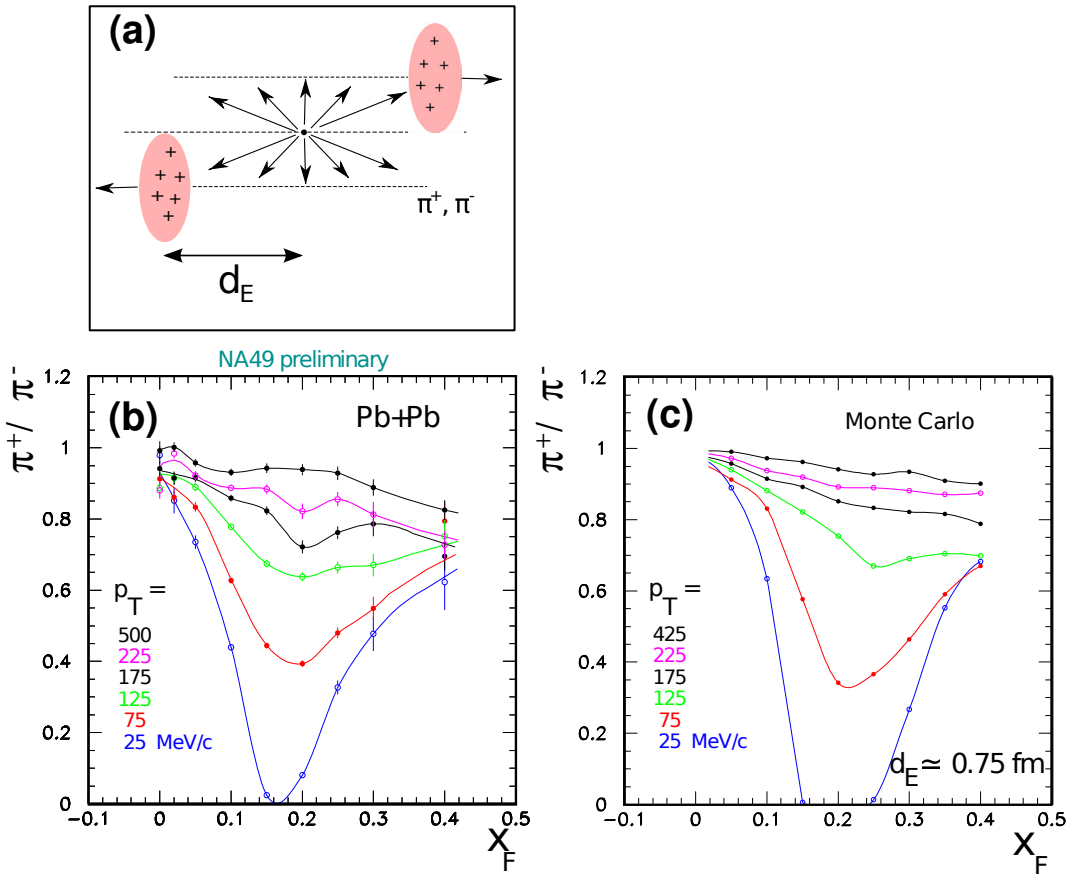 (a)
+
+ +
+ + +
+
+
+ +
+ + +
+
π+, π-
d_E
NA49 preliminary
π+/ π-
1.2
1
0.8
0.6
0.4
0.2
0
(b)
Pb+Pb
p_T =
500
225
175
125
75
25 MeV/c
-0.1 0 0.1 0.2 0.3 0.4 0.5
x_F
π+/ π-
1.2
1
0.8
0.6
0.4
0.2
0
(c)
Monte Carlo
p_T =
425
225
175
125
75
25 MeV/c
d_E ≃ 0.75 fm
-0.1 0 0.1 0.2 0.3 0.4 0.5
x_F